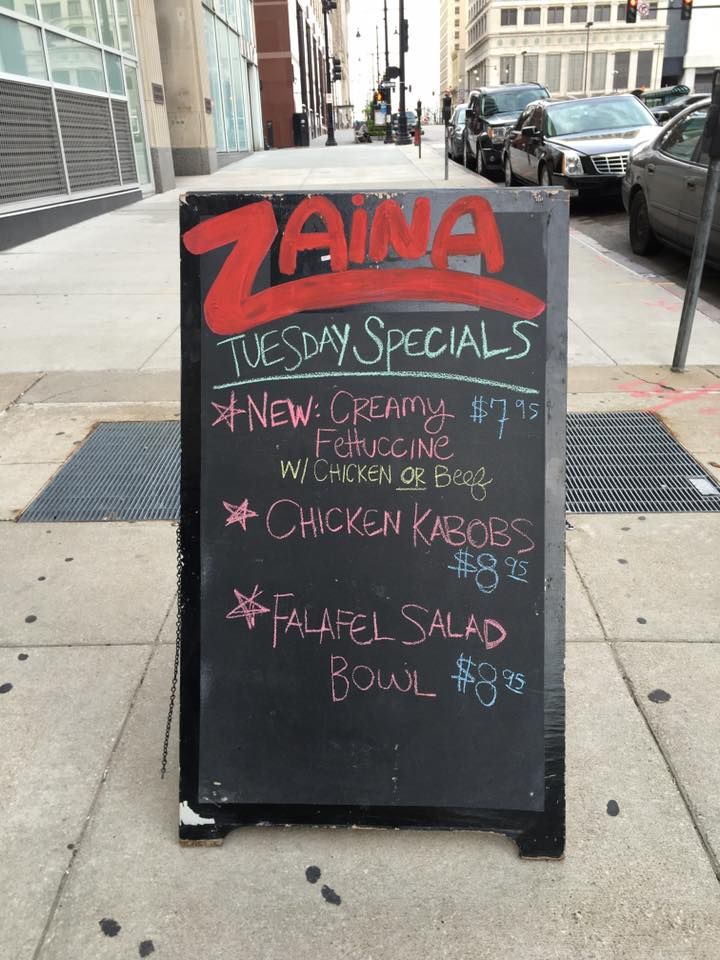 ZAiNA
TUESDAY SPECIALS
NEW: CREAMY $7.95
FETTUCCINE
W/ CHICKEN OR Beef
CHICKEN KABOBS
$8.95
FALAFEL SALAD
BOWL $8.95